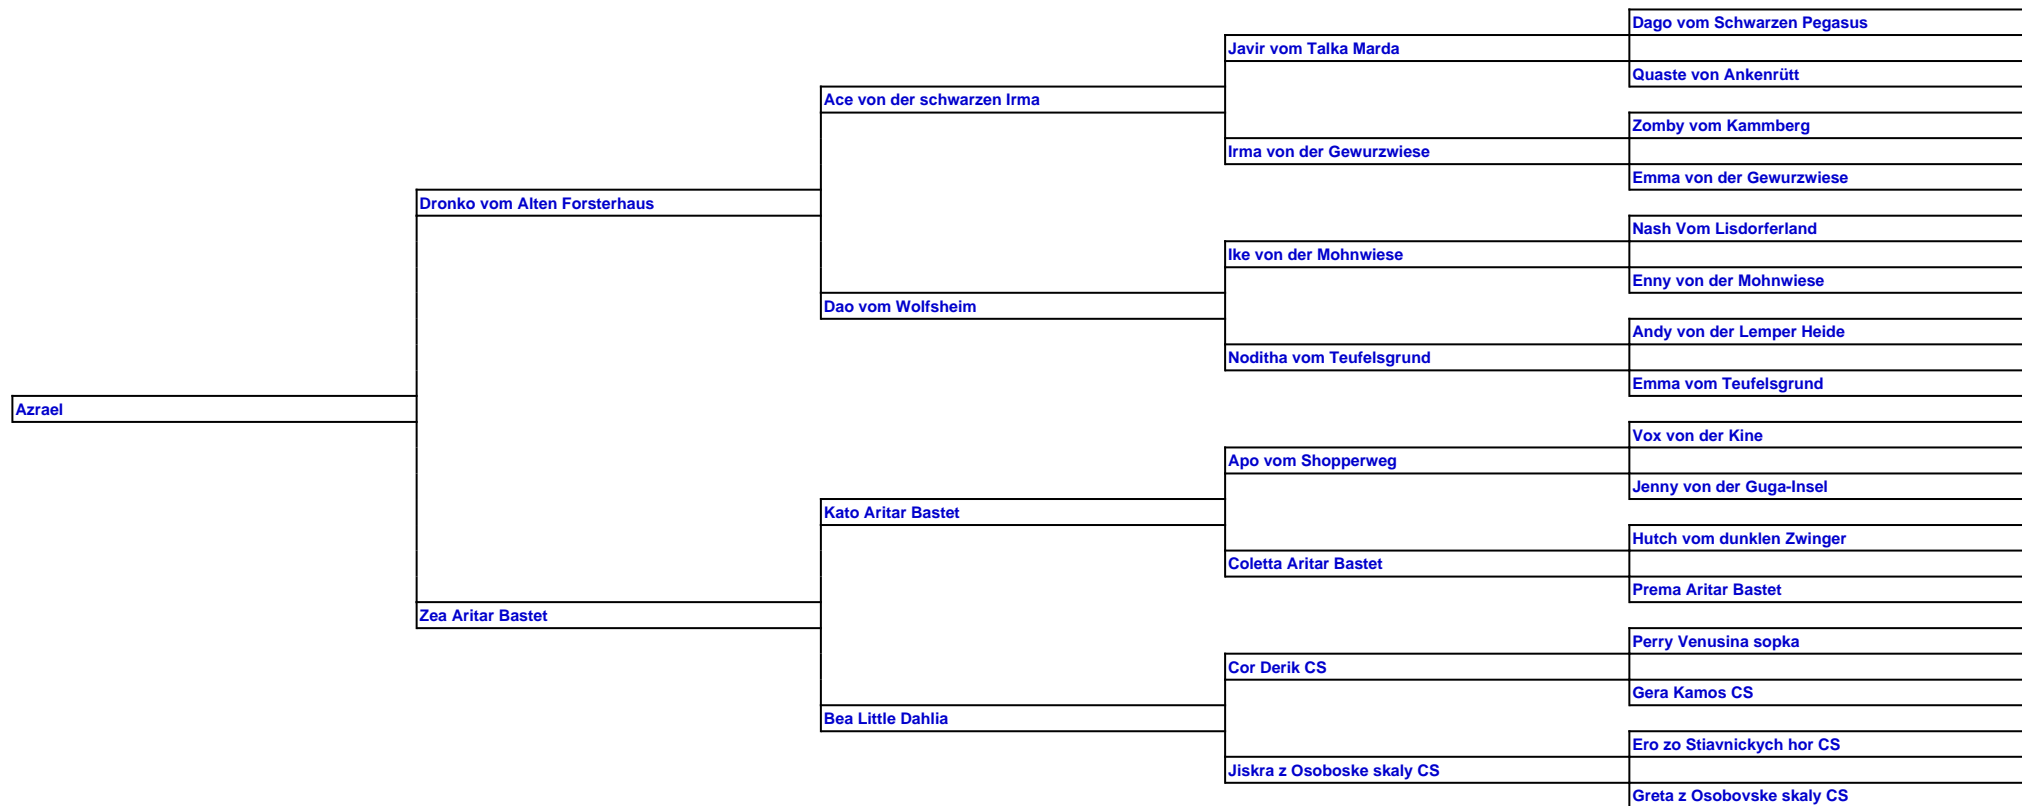 Dago vom Schwarzen Pegasus
Javir vom Talka Marda
Quaste von Ankenrütt
Ace von der schwarzen Irma
Zomby vom Kammberg
Irma von der Gewurzwiese
Emma von der Gewurzwiese
Dronko vom Alten Forsterhaus
Nash Vom Lisdorferland
Ike von der Mohnwiese
Enny von der Mohnwiese
Dao vom Wolfsheim
Andy von der Lemper Heide
Noditha vom Teufelsgrund
Emma vom Teufelsgrund
Azrael
Vox von der Kine
Apo vom Shopperweg
Jenny von der Guga-Insel
Kato Aritar Bastet
Hutch vom dunklen Zwinger
Coletta Aritar Bastet
Prema Aritar Bastet
Zea Aritar Bastet
Perry Venusina sopka
Cor Derik CS
Gera Kamos CS
Bea Little Dahlia
Ero zo Stiavnickych hor CS
Jiskra z Osoboske skaly CS
Greta z Osobovske skaly CS